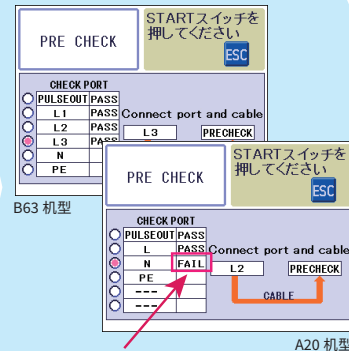 PRE CHECK
STARTスイッチを
押してください
ESC
CHECK PORT
PULSEOUT PASS
L1 PASS
L2 PASS
L3 PASS
N
PE
Connect port and cable
L3 PRECHECK
B63 机型
PRE CHECK
STARTスイッチを
押してください
ESC
CHECK PORT
PULSEOUT PASS
L PASS
N FAIL
PE
---
---
Connect port and cable
L2 PRECHECK
CABLE
A20 机型